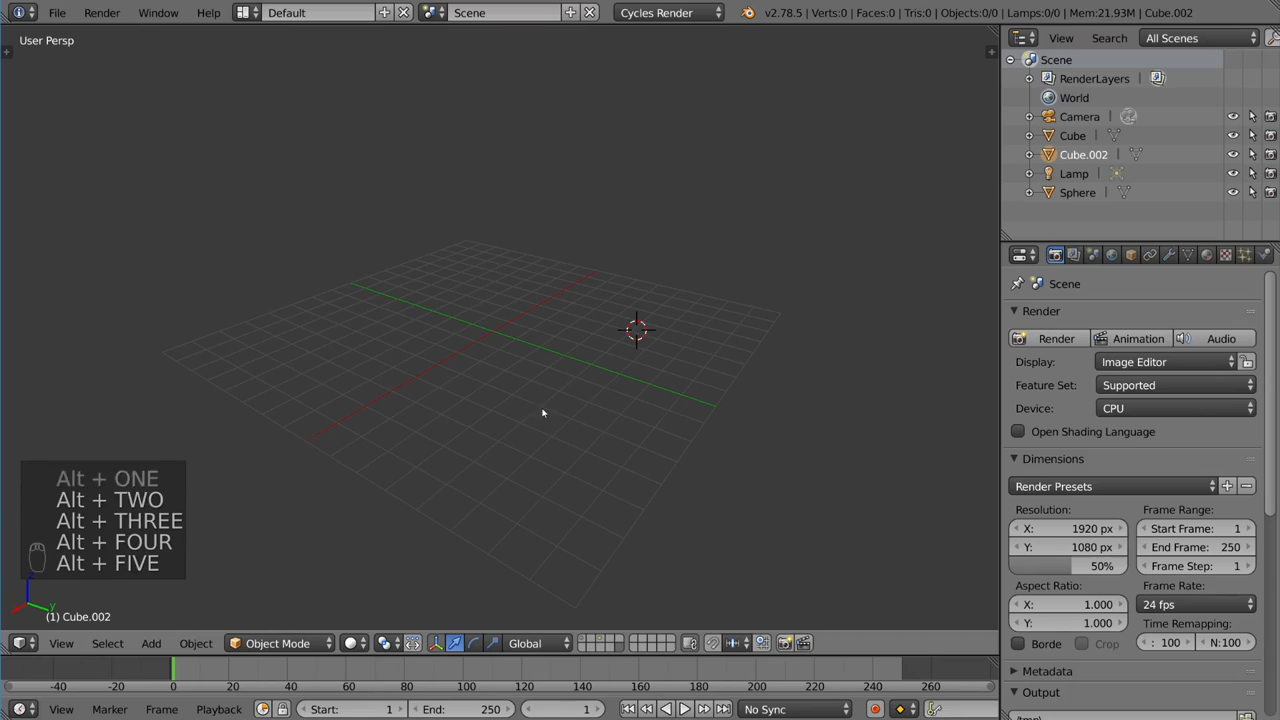 File Render Window Help Default Scene Cycles Render v2.78.5 | Verts:0 | Faces:0 | Tris:0 | Objects:0/0 | Lamps:0/0 | Mem:21.93M | Cube.002
User Persp
View Search All Scenes
Scene
RenderLayers
World
Camera
Cube
Cube.002
Lamp
Sphere
Scene
Render
Render Animation Audio
Display: Image Editor
Feature Set: Supported
Device: CPU
Open Shading Language
Dimensions
Render Presets
Resolution: Frame Range:
X: 1920 px Start Frame: 1
Y: 1080 px End Frame: 250
50% Frame Step: 1
Aspect Ratio: Frame Rate:
X: 1.000 24 fps
Y: 1.000 Time Remapping:
Borde Crop : 100 N:100
Metadata
Output
Alt + ONE
Alt + TWO
Alt + THREE
Alt + FOUR
Alt + FIVE
z
y
(1) Cube.002
View Select Add Object Object Mode Global
-40 -20 0 20 40 60 80 100 120 140 160 180 200 220 240 260
View Marker Frame Playback Start: 1 End: 250 1 No Sync